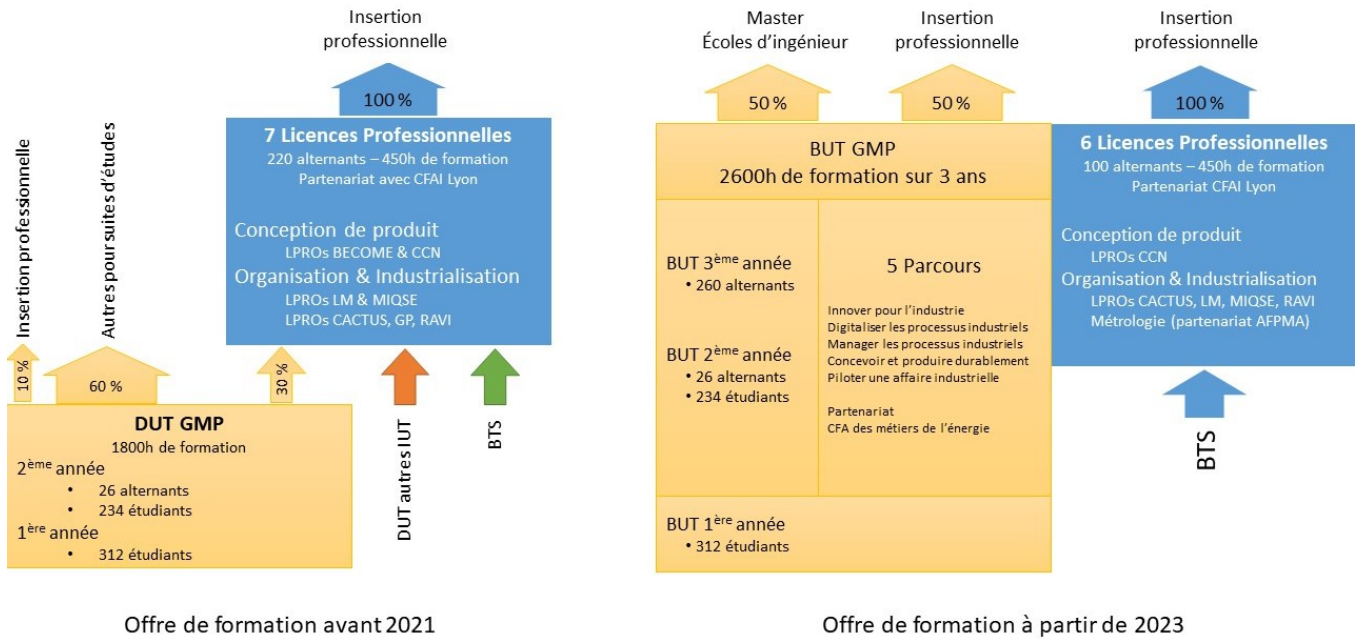 Insertion professionnelle
Autres pour suites d'études
10 %
60 %
30 %
DUT GMP
1800h de formation
2ème année
• 26 alternants
• 234 étudiants
1ère année
• 312 étudiants
Insertion
professionnelle
100 %
7 Licences Professionnelles
220 alternants – 450h de formation
Partenariat avec CFAI Lyon
Conception de produit
LPROs BECOME & CCN
Organisation & Industrialisation
LPROs LM & MIQSE
LPROs CACTUS, GP, RAVI
DUT autres IUT
BTS
Offre de formation avant 2021
Master
Écoles d'ingénieur
50 %
Insertion
professionnelle
50 %
BUT GMP
2600h de formation sur 3 ans
BUT 3ème année
• 260 alternants
BUT 2ème année
• 26 alternants
• 234 étudiants
5 Parcours
Innover pour l'industrie
Digitaliser les processus industriels
Manager les processus industriels
Concevoir et produire durablement
Piloter une affaire industrielle
Partenariat
CFA des métiers de l'énergie
BUT 1ère année
• 312 étudiants
Insertion
professionnelle
100 %
6 Licences Professionnelles
100 alternants – 450h de formation
Partenariat CFAI Lyon
Conception de produit
LPROs CCN
Organisation & Industrialisation
LPROs CACTUS, LM, MIQSE, RAVI
Métrologie (partenariat AFPMA)
BTS
Offre de formation à partir de 2023